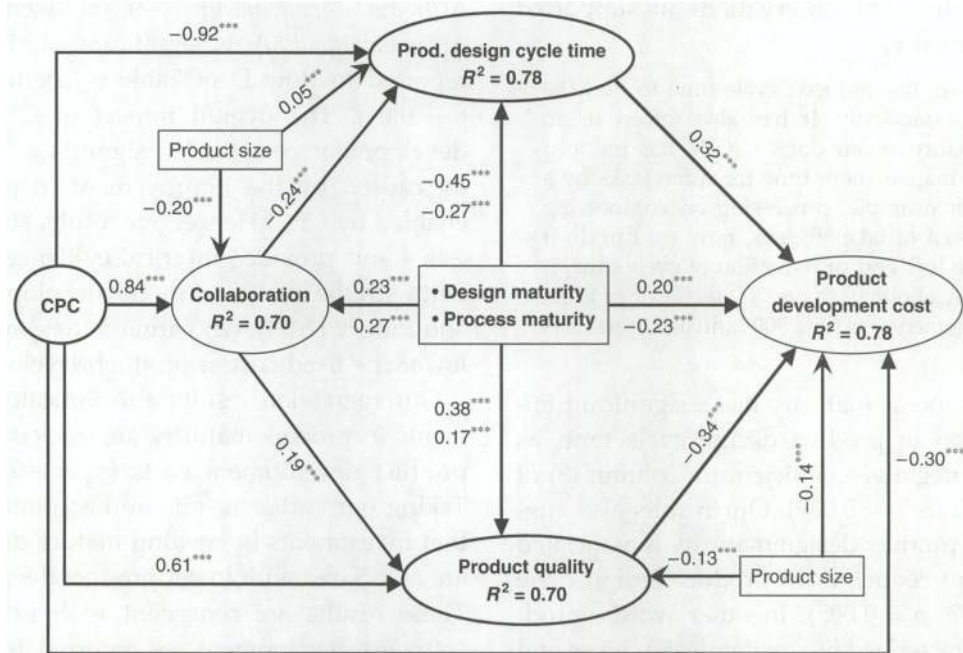 −0.92***
Prod. design cycle time
R² = 0.78
0.05***
Product size
−0.20***
−0.24***
−0.45***
−0.27***
0.32***
CPC
0.84***
Collaboration
R² = 0.70
0.23***
0.27***
• Design maturity
• Process maturity
0.20***
−0.23***
Product
development cost
R² = 0.78
0.38***
0.17***
0.19***
−0.34***
−0.14***
−0.30***
0.61***
Product quality
R² = 0.70
0.13***
Product size